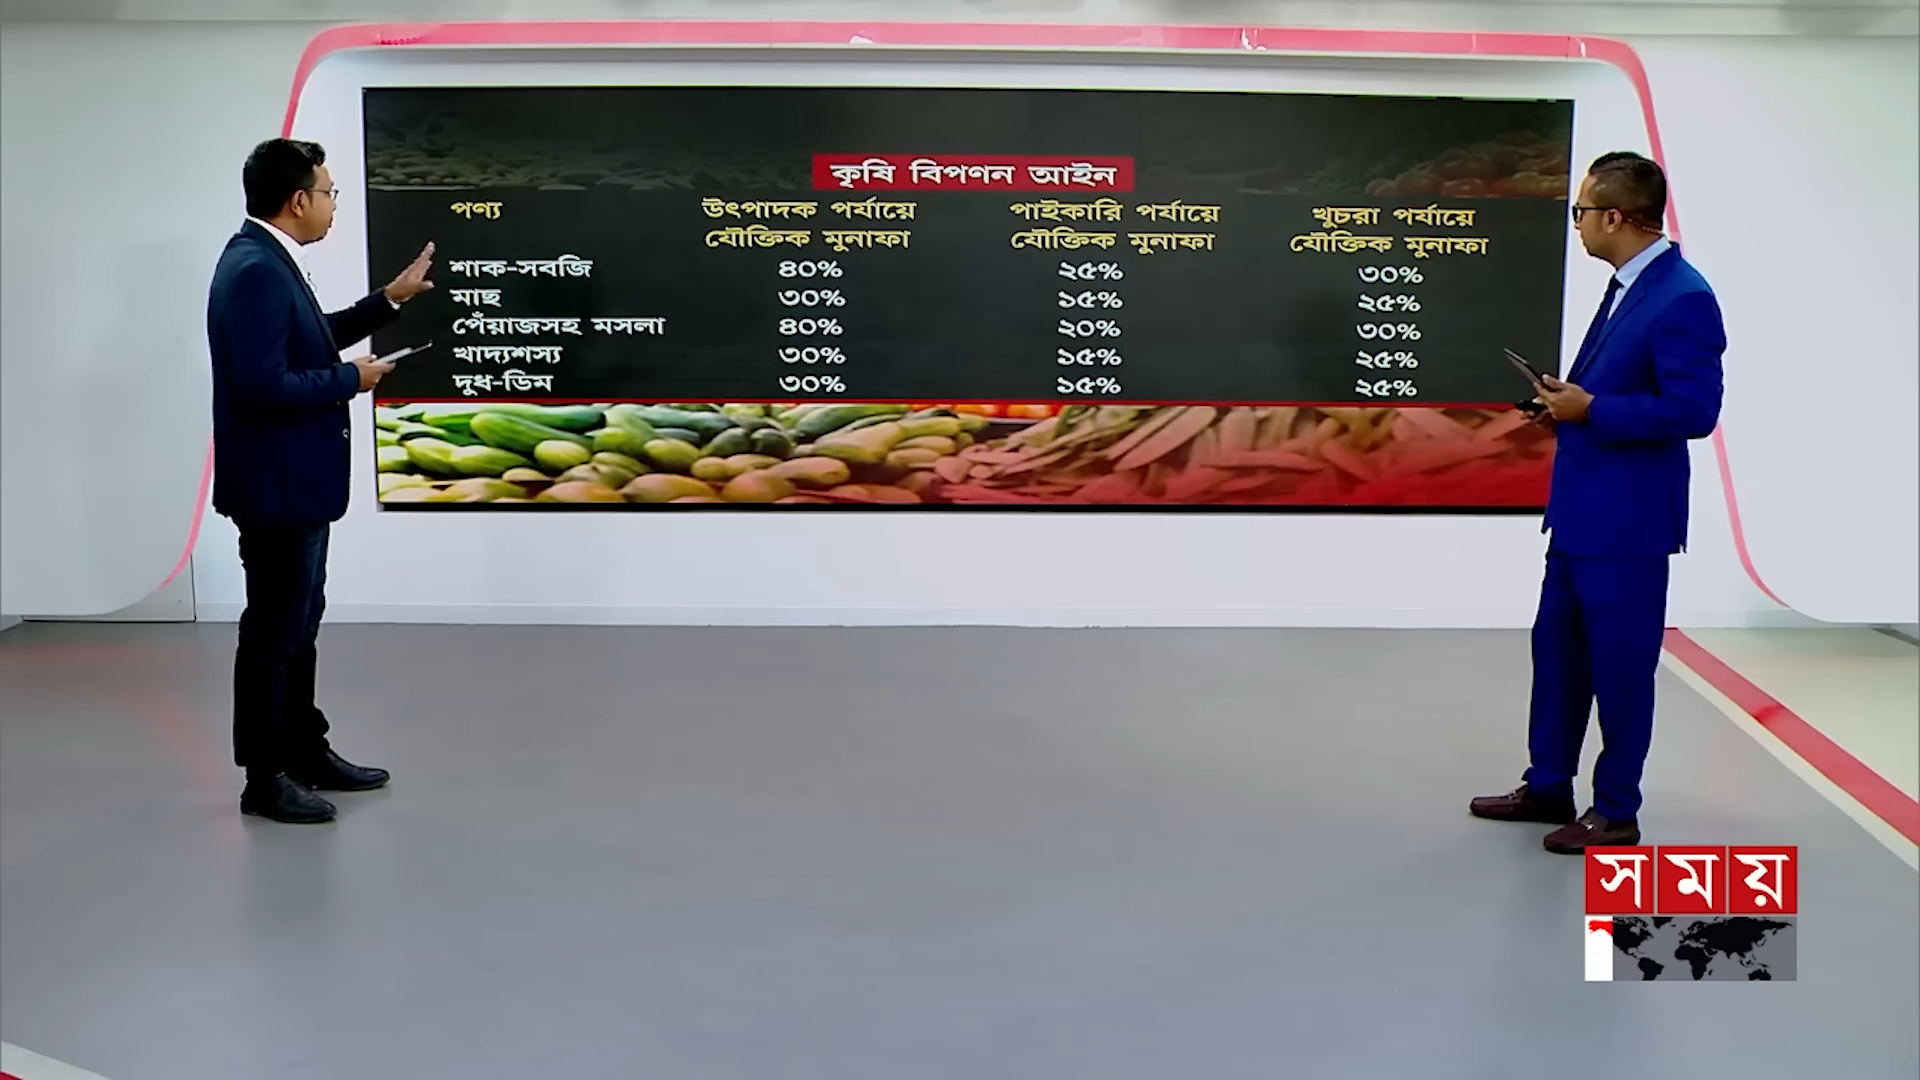 কৃষি বিপণন আইন
পণ্য উৎপাদক পর্যায়ে পাইকারি পর্যায়ে খুচরা পর্যায়ে
যৌক্তিক মুনাফা যৌক্তিক মুনাফা যৌক্তিক মুনাফা
শাক-সবজি ৪০% ২৫% ৩০%
মাছ ৩০% ১৫% ২৫%
পেঁয়াজসহ মসলা ৪০% ২০% ৩০%
খাদ্যশস্য ৩০% ১৫% ২৫%
দুধ-ডিম ৩০% ১৫% ২৫%
সময়